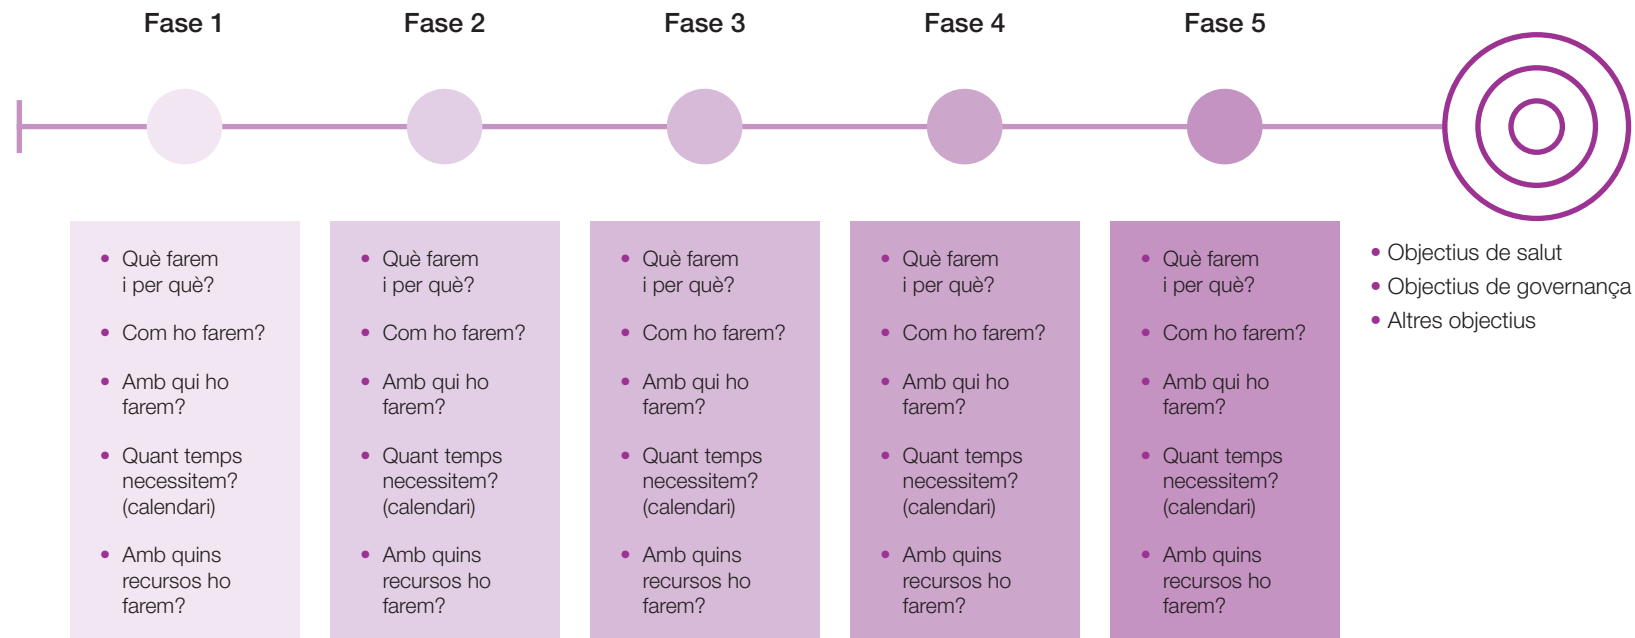 Fase 1
Fase 2
Fase 3
Fase 4
Fase 5
• Què farem
i per què?
• Com ho farem?
• Amb qui ho
farem?
• Quant temps
necessitem?
(calendari)
• Amb quins
recursos ho
farem?
• Què farem
i per què?
• Com ho farem?
• Amb qui ho
farem?
• Quant temps
necessitem?
(calendari)
• Amb quins
recursos ho
farem?
• Què farem
i per què?
• Com ho farem?
• Amb qui ho
farem?
• Quant temps
necessitem?
(calendari)
• Amb quins
recursos ho
farem?
• Què farem
i per què?
• Com ho farem?
• Amb qui ho
farem?
• Quant temps
necessitem?
(calendari)
• Amb quins
recursos ho
farem?
• Què farem
i per què?
• Com ho farem?
• Amb qui ho
farem?
• Quant temps
necessitem?
(calendari)
• Amb quins
recursos ho
farem?
• Objectius de salut
• Objectius de governança
• Altres objectius